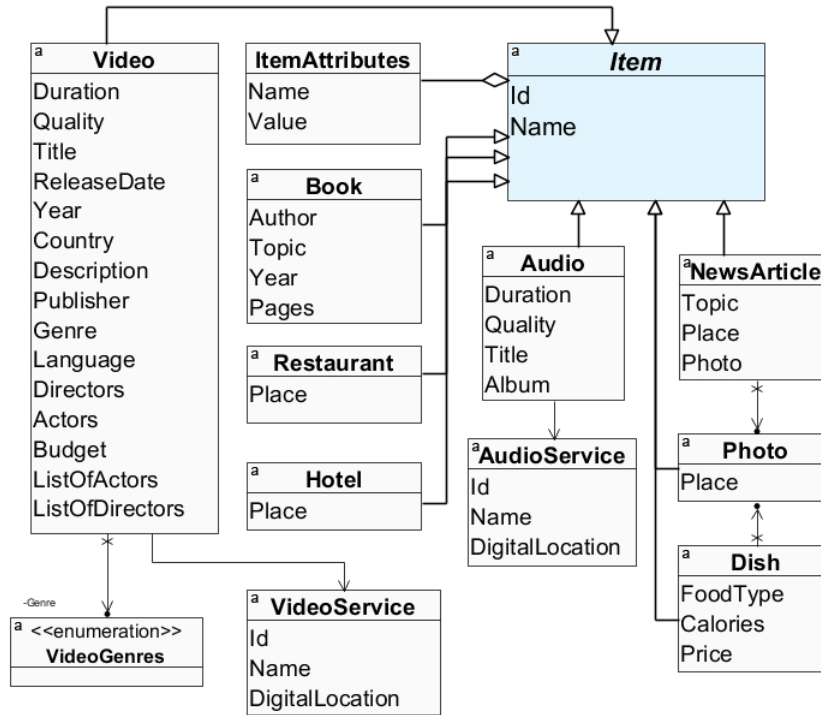 a
Video
Duration
Quality
Title
ReleaseDate
Year
Country
Description
Publisher
Genre
Language
Directors
Actors
Budget
ListOfActors
ListOfDirectors
ItemAttributes
Name
Value
a
Item
Id
Name
a
Book
Author
Topic
Year
Pages
a
Restaurant
Place
a
Hotel
Place
a
Audio
Duration
Quality
Title
Album
a
NewsArticle
Topic
Place
Photo
a
AudioService
Id
Name
DigitalLocation
a
Photo
Place
a
Dish
FoodType
Calories
Price
-Genre
a
<<enumeration>>
VideoGenres
a
VideoService
Id
Name
DigitalLocation